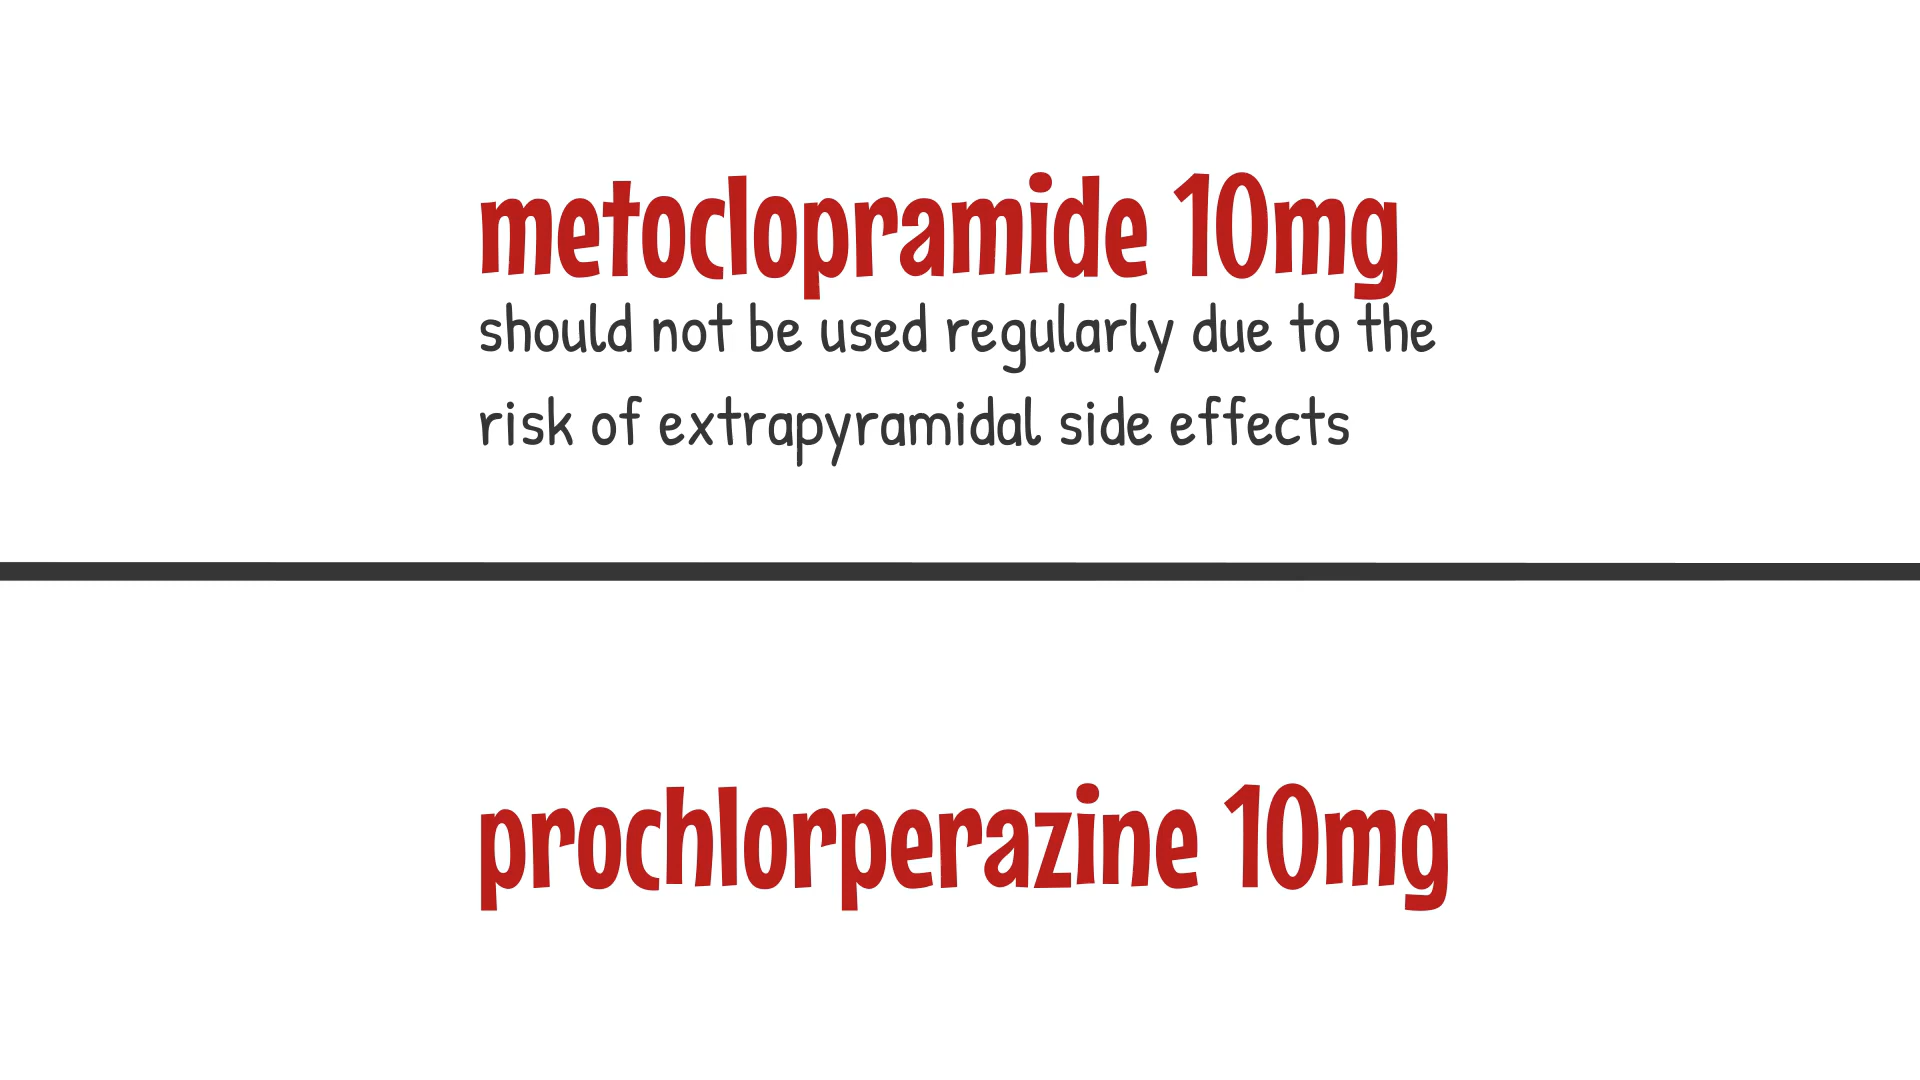 metoclopramide 10mg
should not be used regularly due to the
risk of extrapyramidal side effects
prochlorperazine 10mg